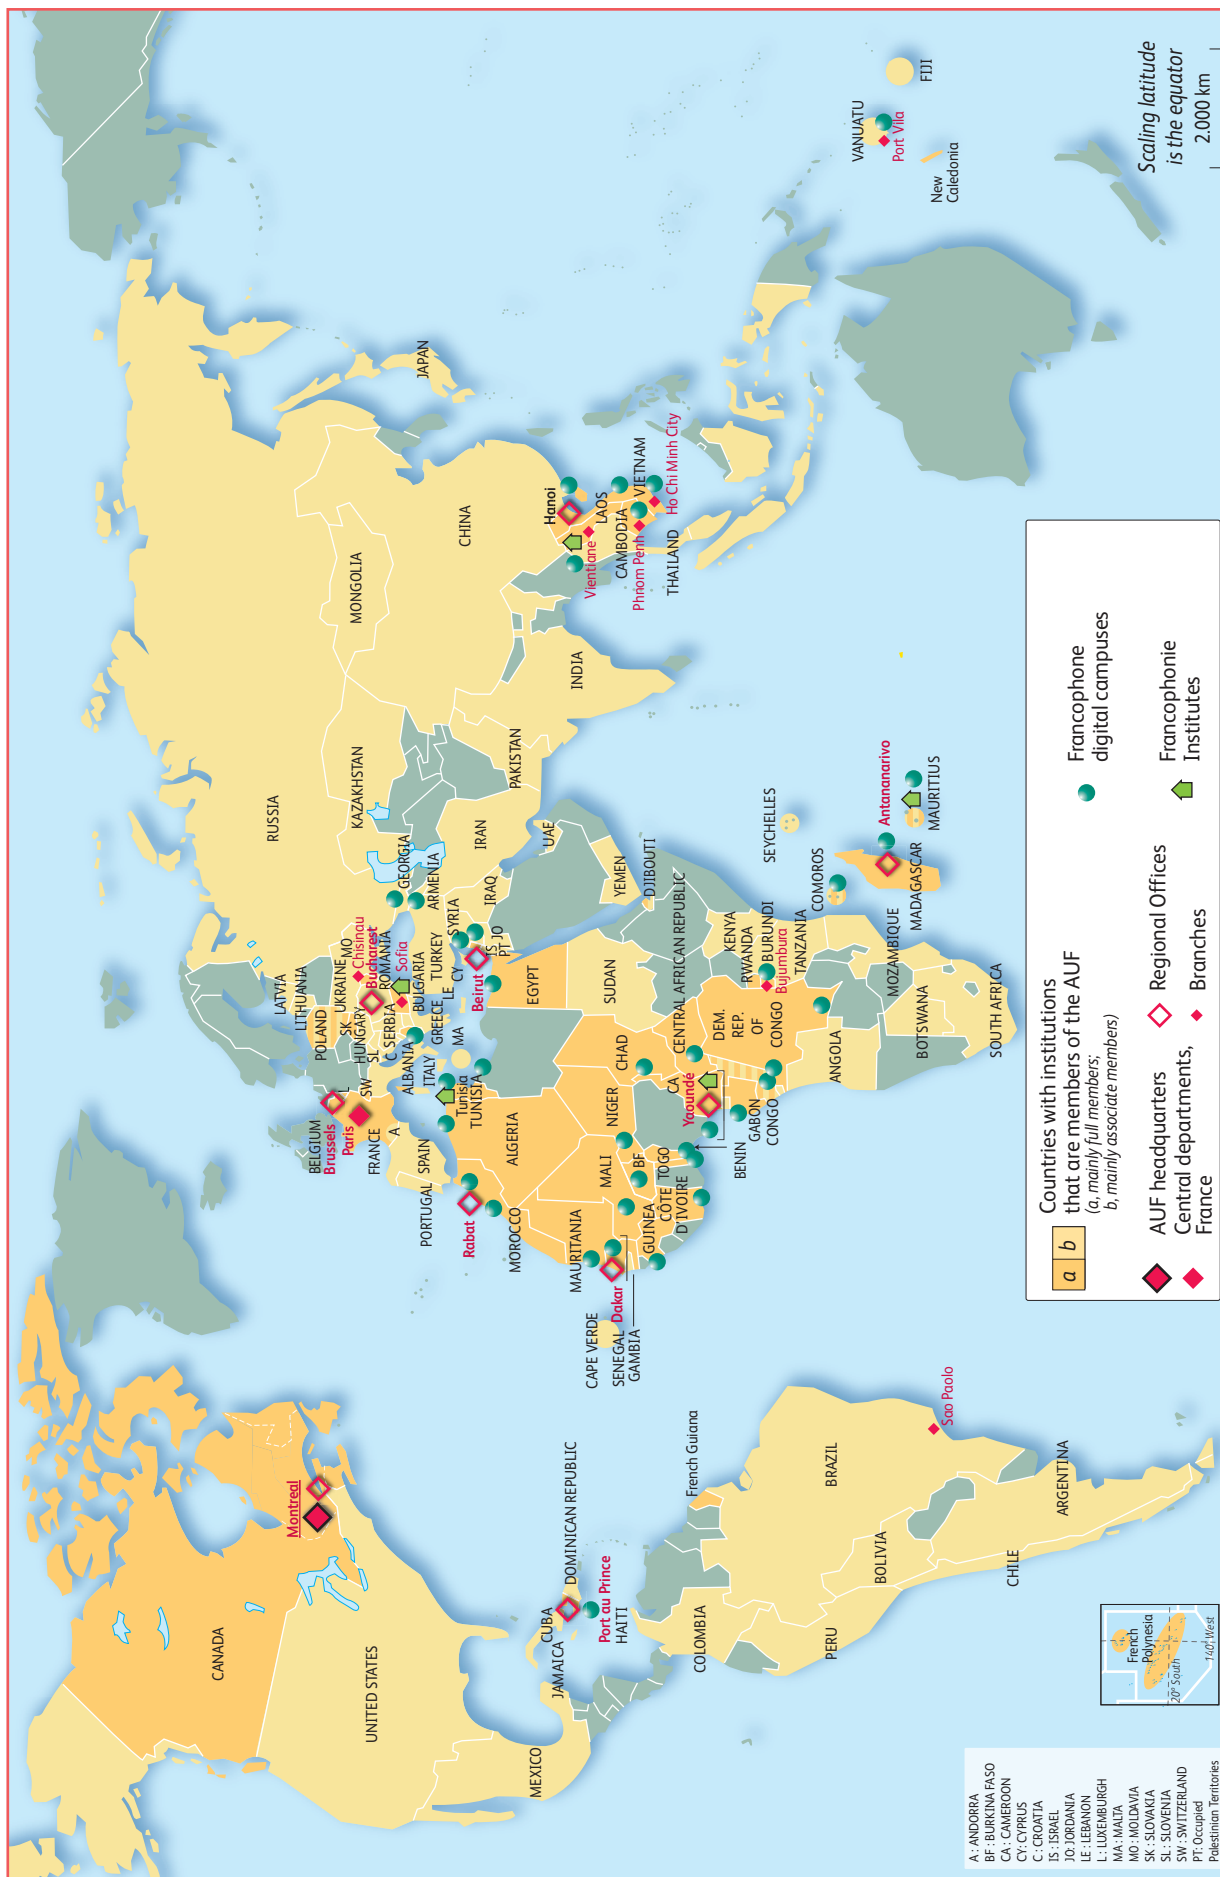 CANADA
Montreal
UNITED STATES
MEXICO
CUBA
JAMAICA
DOMINICAN REPUBLIC
Port au Prince
HAITI
COLOMBIA
French Guiana
PERU
BOLIVIA
BRAZIL
CHILE
ARGENTINA
Sao Paolo
BELGIUM
Brussels
Paris
FRANCE
L
SW
A
SPAIN
PORTUGAL
ITALY
LATVIA
LITHUANIA
POLAND
UKRAINE
MO
Chisinau
SK
HUNGARY
SL
C
SERBIA
ROMANIA
Bucharest
Sofia
BULGARIA
ALBANIA
GREECE
MA
TURKEY
CY
LE
SYRIA
Beirut
IS
JO
PT
IRAQ
GEORGIA
ARMENIA
RUSSIA
KAZAKHSTAN
MONGOLIA
CHINA
JAPAN
IRAN
UAE
PAKISTAN
INDIA
YEMEN
DJIBOUTI
Hanoi
Vientiane
LAOS
CAMBODIA
Phnom Penh
VIETNAM
THAILAND
Ho Chi Minh City
Rabat
MOROCCO
ALGERIA
Tunisia
TUNISIA
EGYPT
MAURITANIA
MALI
NIGER
CHAD
SUDAN
CAPE VERDE
Dakar
SENEGAL
GAMBIA
GUINEA
BF
CÔTE
D'IVOIRE
TOGO
BENIN
CA
Yaoundé
GABON
CONGO
CENTRAL AFRICAN REPUBLIC
DEM.
REP.
OF
CONGO
KENYA
RWANDA
BURUNDI
Bujumbura
TANZANIA
ANGOLA
MOZAMBIQUE
BOTSWANA
SOUTH AFRICA
SEYCHELLES
COMOROS
Antananarivo
MADAGASCAR
MAURITIUS
VANUATU
Port Vila
FIJI
New
Caledonia
Scaling latitude
is the equator
2.000 km
a b
Countries with institutions
that are members of the AUF
(a, mainly full members;
b, mainly associate members)
AUF headquarters
Central departments,
France
Regional Offices
Branches
Francophone
digital campuses
Francophonie
Institutes
French
Polynesia
20° South
140° West
A : ANDORRA
BF : BURKINA FASO
CA : CAMEROON
CY: CYPRUS
C : CROATIA
IS : ISRAEL
JO: JORDANIA
LE : LEBANON
L : LUXEMBURGH
MA : MALTA
MO : MOLDAVIA
SK : SLOVAKIA
SL : SLOVENIA
SW : SWITZERLAND
PT: Occupied
Palestinian Territories